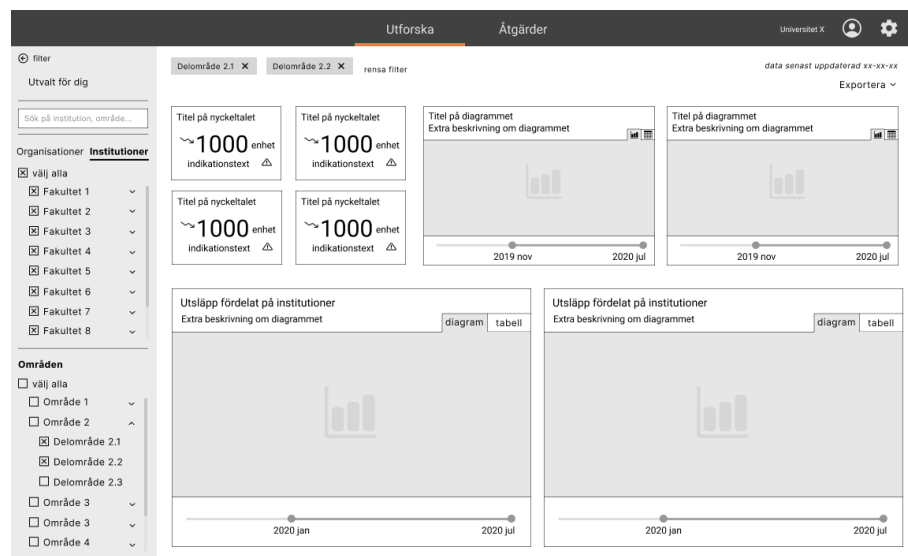 Utforska
Åtgärder
Universitet X
filter
Utvalt för dig
Sök på institution, område...
Organisationer Institutioner
välj alla
Fakultet 1
Fakultet 2
Fakultet 3
Fakultet 4
Fakultet 5
Fakultet 6
Fakultet 7
Fakultet 8
Områden
välj alla
Område 1
Område 2
Delområde 2.1
Delområde 2.2
Delområde 2.3
Område 3
Område 3
Område 4
Delområde 2.1 ✕ Delområde 2.2 ✕ rensa filter
data senast uppdaterad xx-xx-xx
Exportera
Titel på nyckeltalet
1000 enhet
indikationstext
Titel på nyckeltalet
1000 enhet
indikationstext
Titel på nyckeltalet
1000 enhet
indikationstext
Titel på nyckeltalet
1000 enhet
indikationstext
Titel på diagrammet
Extra beskrivning om diagrammet
2019 nov 2020 jul
Titel på diagrammet
Extra beskrivning om diagrammet
2019 nov 2020 jul
Utsläpp fördelat på institutioner
Extra beskrivning om diagrammet
diagram tabell
2020 jan 2020 jul
Utsläpp fördelat på institutioner
Extra beskrivning om diagrammet
diagram tabell
2020 jan 2020 jul